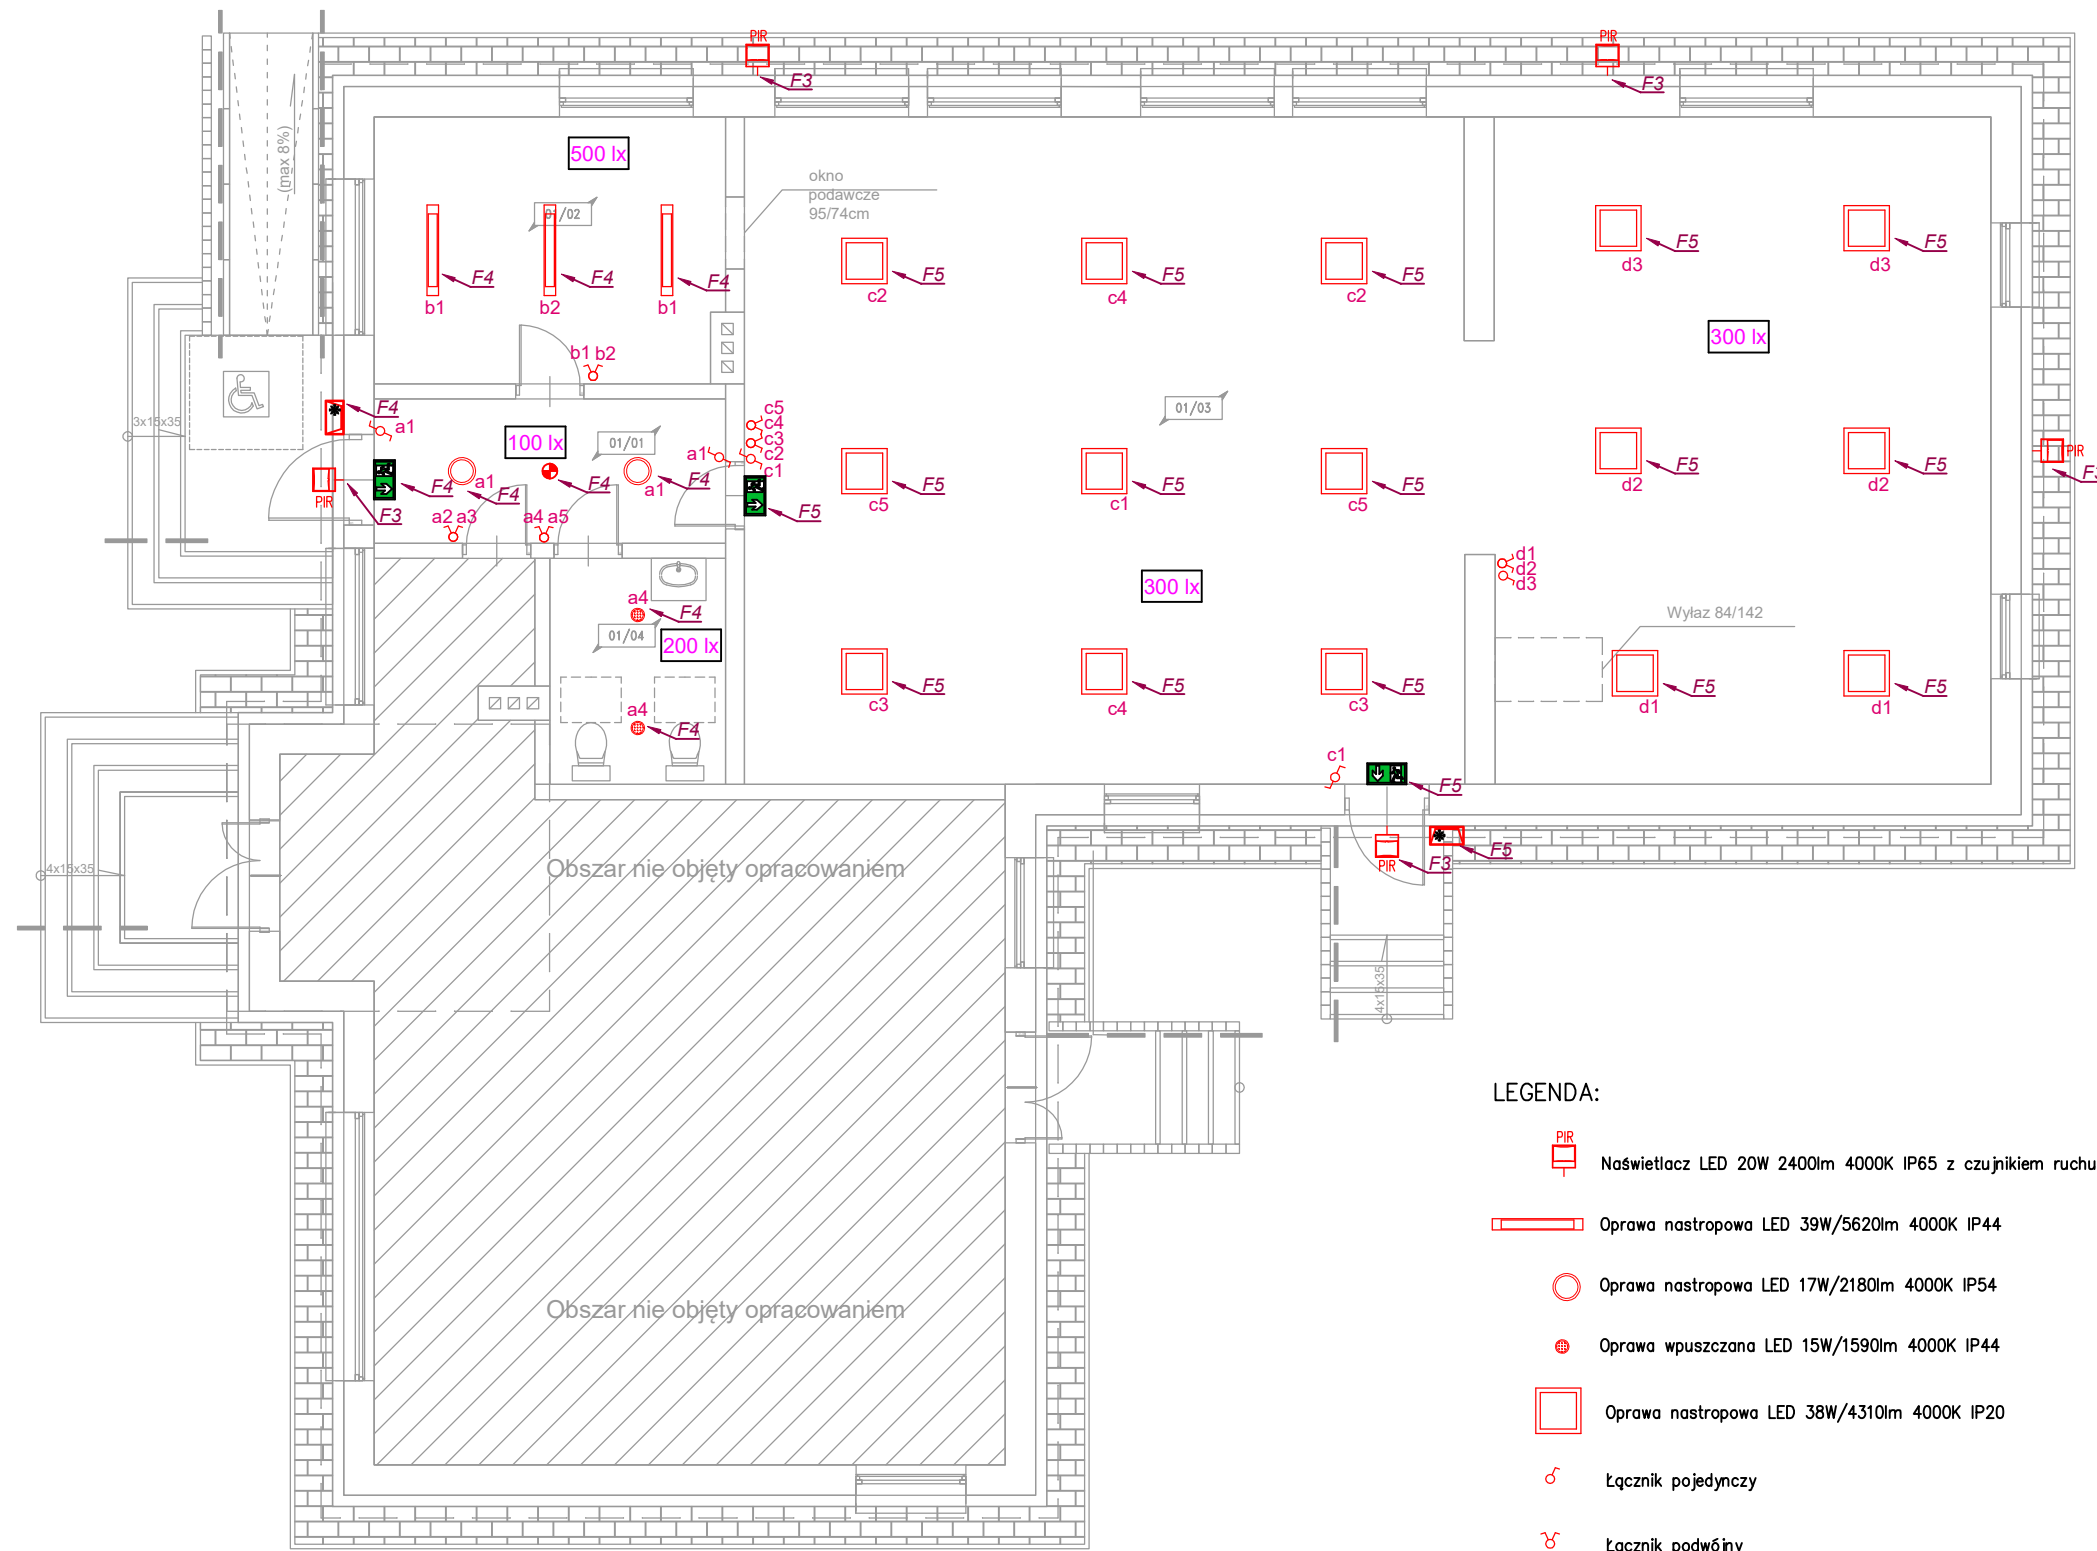 PIR
PIR
F3
F3
(max 8%)
500 lx
okno
podawcze
95/74cm
01/02
d3
F5
d3
F5
F4
F4
F4
b1
b2
b1
F5
F5
F5
c2
c4
c2
300 lx
b1 b2
3x15x35
F4
a1
100 lx
01/01
a1
c5
c4
c3
c2
c1
01/03
PIR
F3
F4
a1
F4
F4
a1
F4
F5
a2 a3
a4 a5
F5
F5
F5
c5
c1
c5
F5
d2
F5
d2
PIR
d1
d2
d3
a4
F4
01/04
200 lx
300 lx
Wyłaz 84/142
a4
F4
F5
F5
F5
c3
c4
c3
F5
d1
F5
d1
c1
F5
F5
PIR
F3
4x15x35
Obszar nie objęty opracowaniem
4x15x35
Obszar nie objęty opracowaniem
LEGENDA:
PIR
Naświetlacz LED 20W 2400lm 4000K IP65 z czujnikiem ruchu
Oprawa nastropowa LED 39W/5620lm 4000K IP44
Oprawa nastropowa LED 17W/2180lm 4000K IP54
Oprawa wpuszczana LED 15W/1590lm 4000K IP44
Oprawa nastropowa LED 38W/4310lm 4000K IP20
Łącznik pojedynczy
Łącznik podwójny